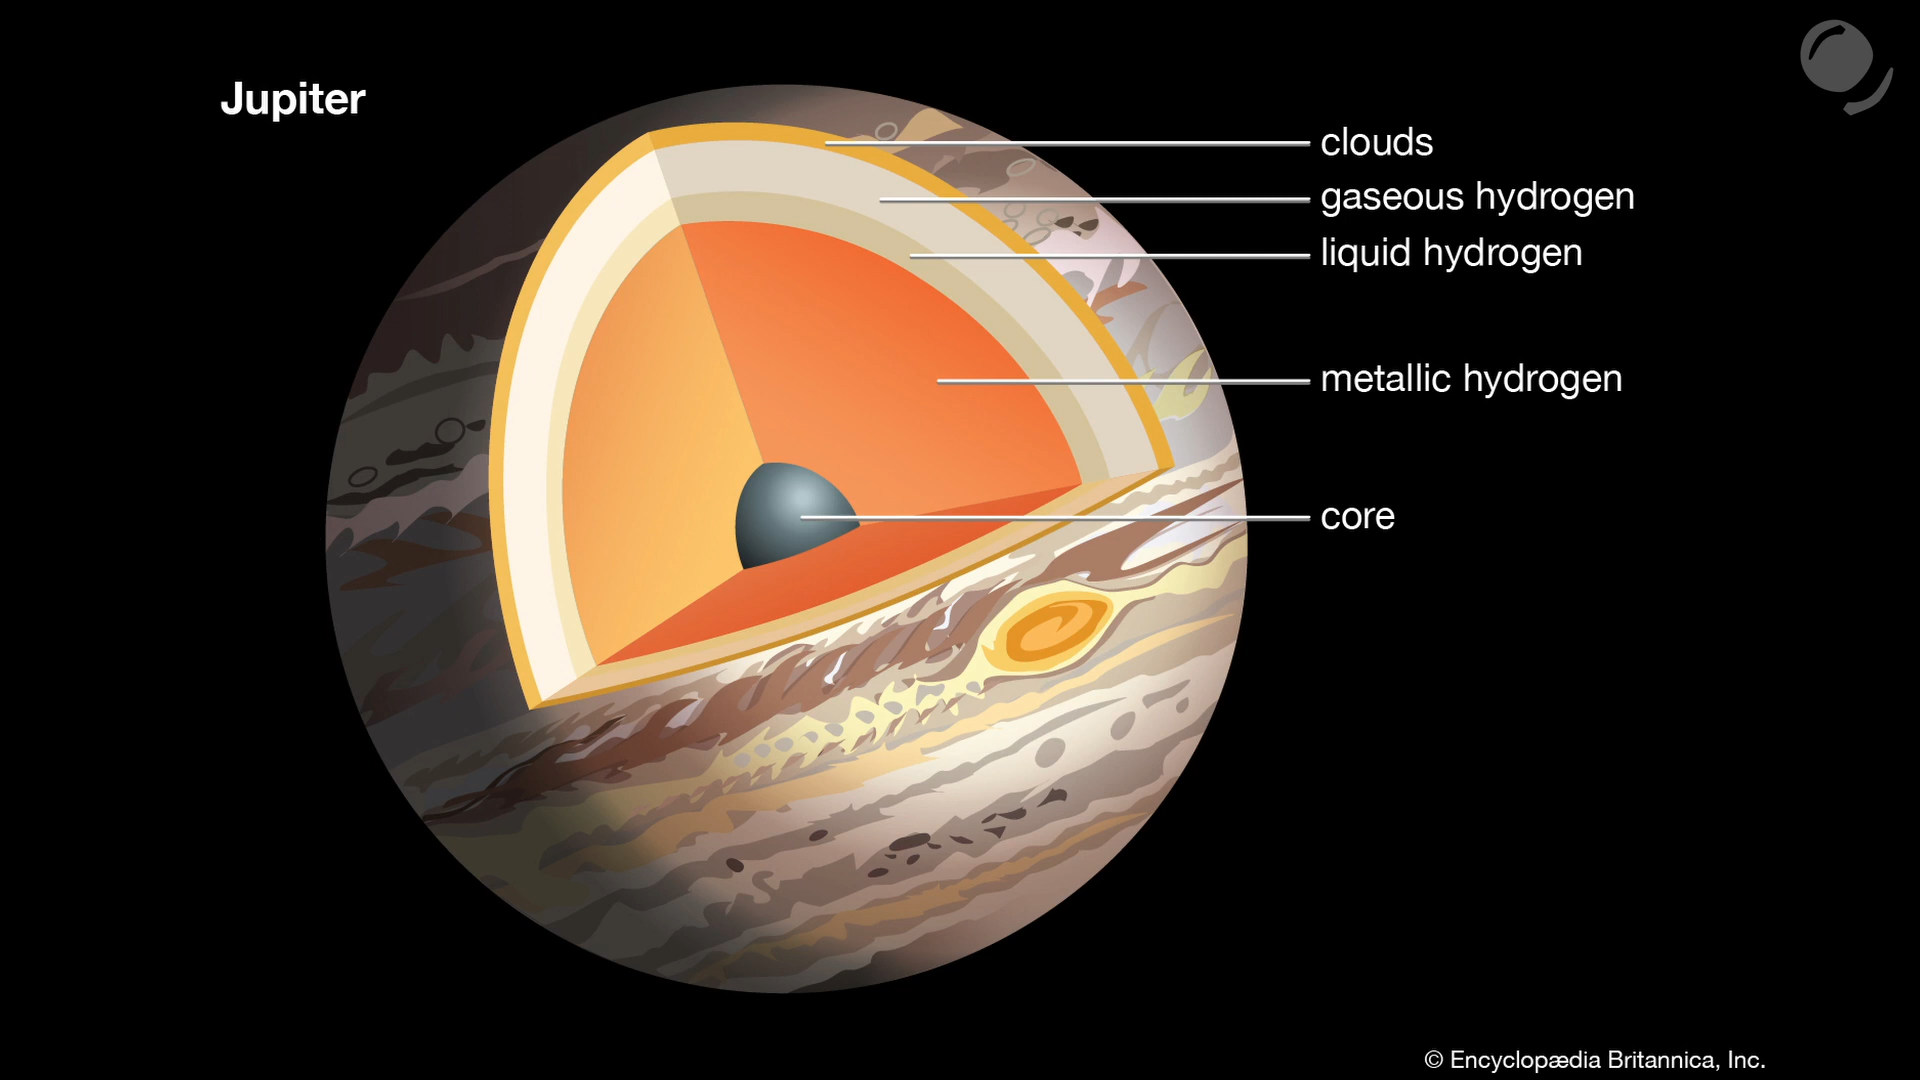 Jupiter
clouds
gaseous hydrogen
liquid hydrogen
metallic hydrogen
core
© Encyclopædia Britannica, Inc.